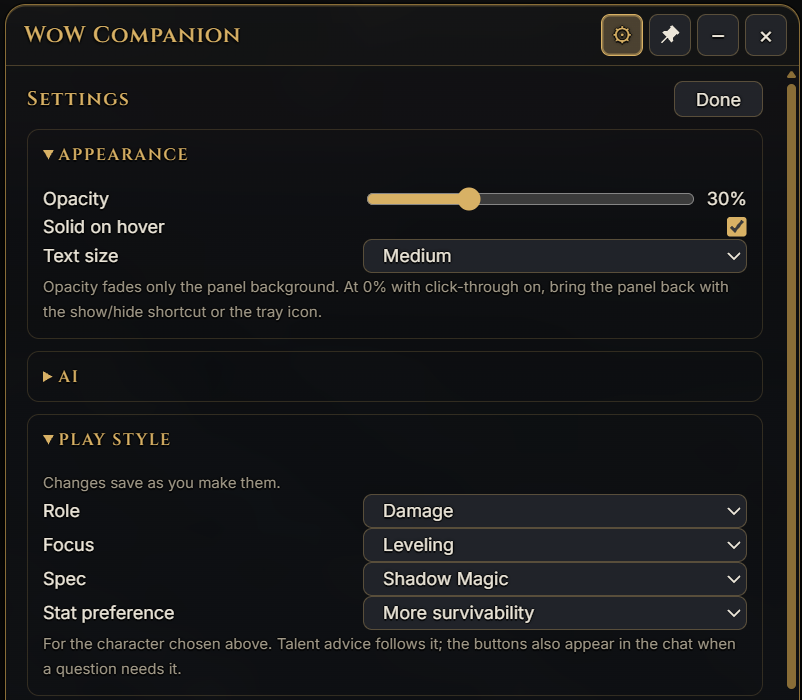 WoW Companion
Settings
Done
APPEARANCE
Opacity
30%
Solid on hover
Text size
Medium
Opacity fades only the panel background. At 0% with click-through on, bring the panel back with
the show/hide shortcut or the tray icon.
AI
PLAY STYLE
Changes save as you make them.
Role
Damage
Focus
Leveling
Spec
Shadow Magic
Stat preference
More survivability
For the character chosen above. Talent advice follows it; the buttons also appear in the chat when
a question needs it.